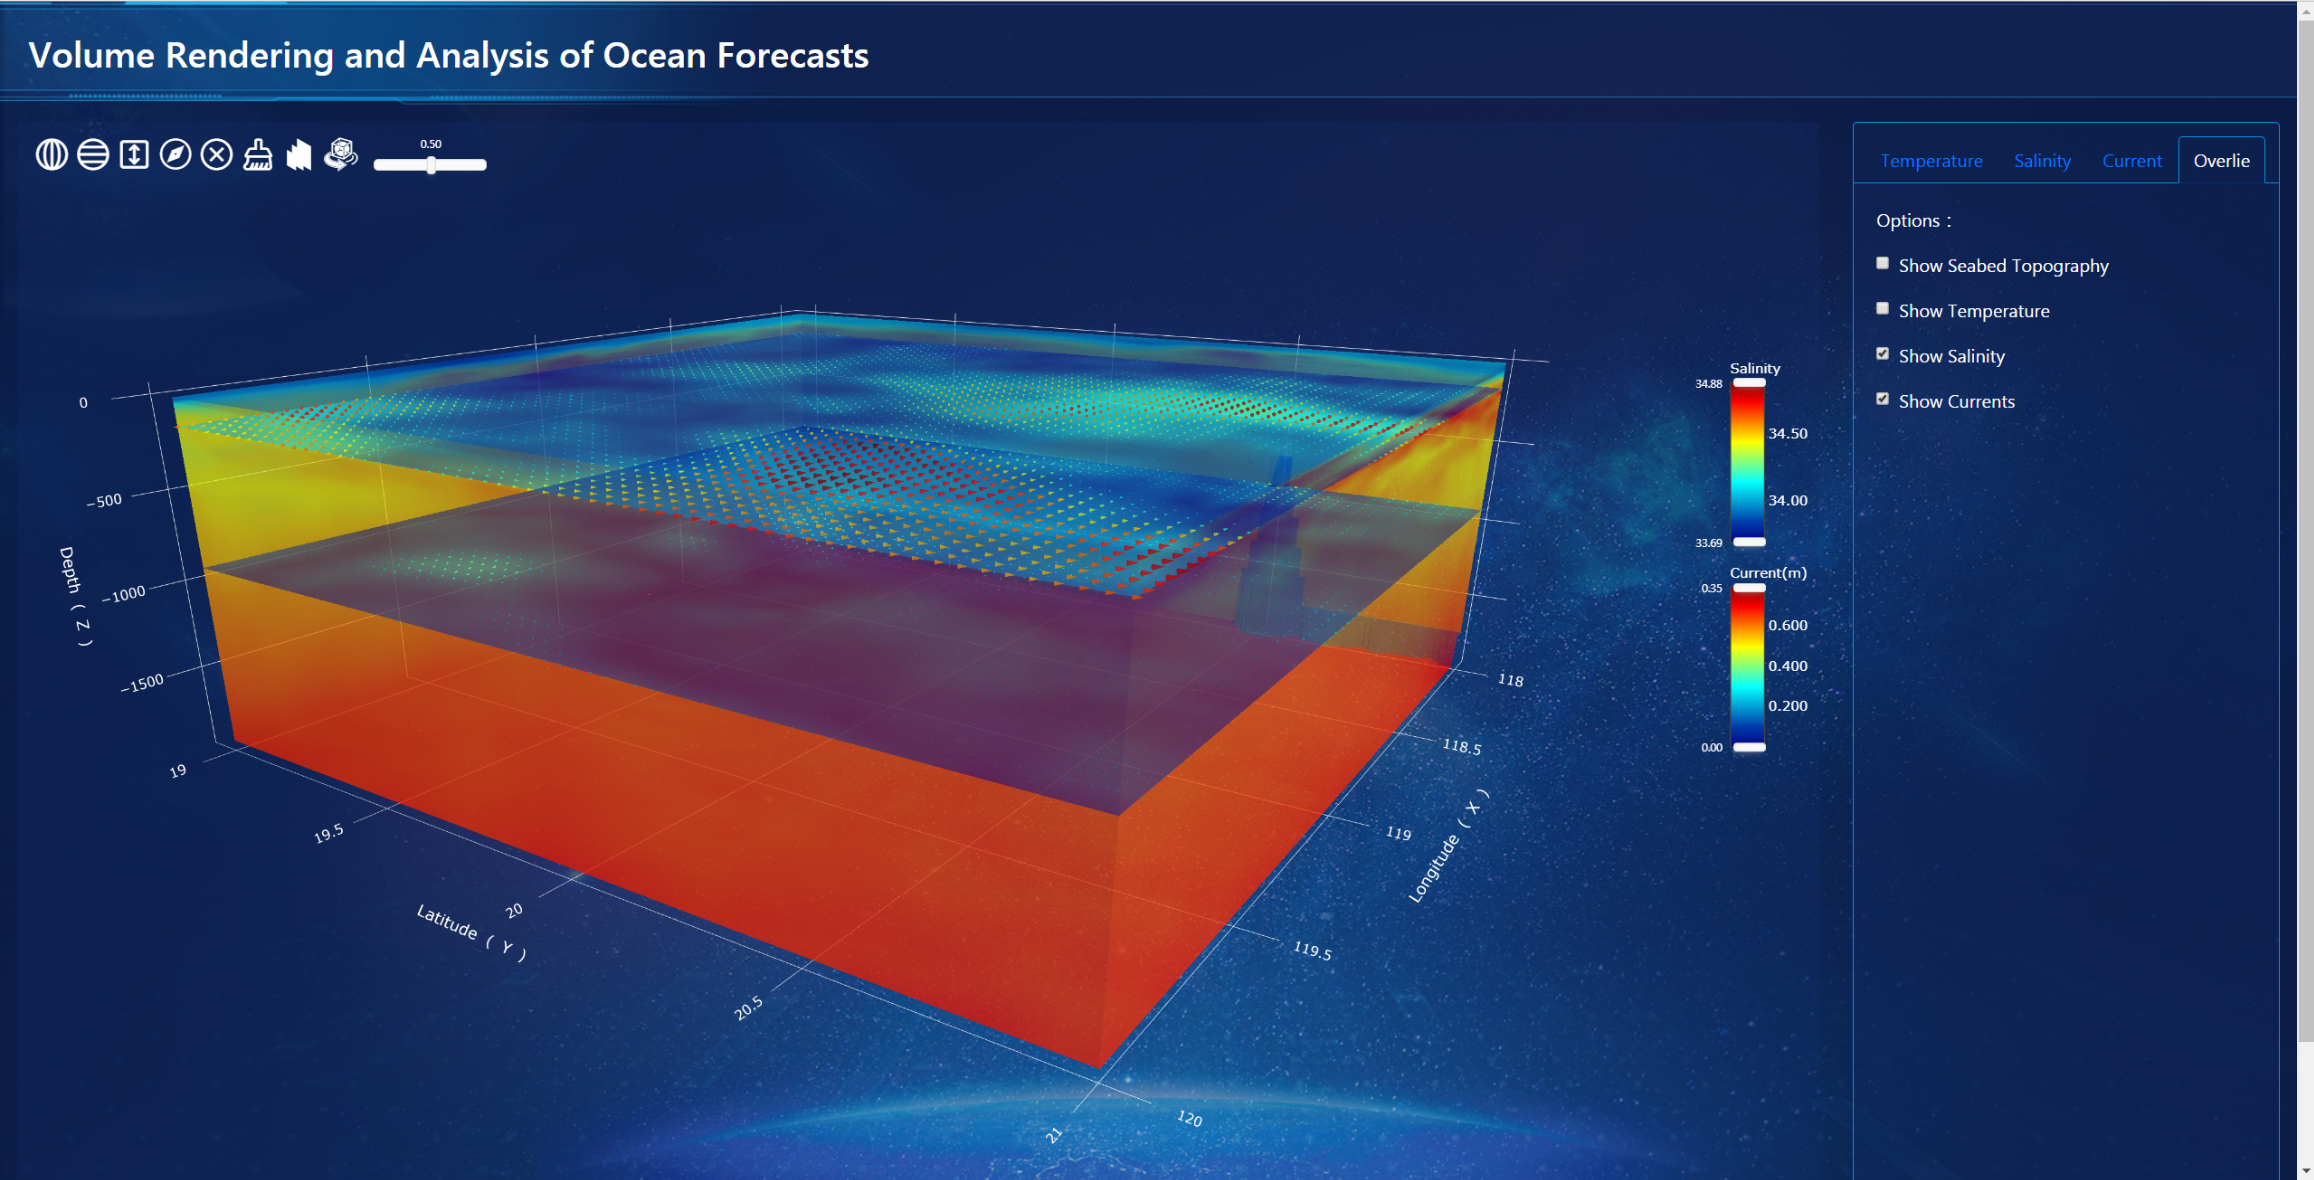 Volume Rendering and Analysis of Ocean Forecasts
0.50
Temperature Salinity Current Overlie
Options :
Show Seabed Topography
Show Temperature
Show Salinity
Show Currents
Salinity
34.88
34.50
34.00
33.69
Current(m)
0.35
0.600
0.400
0.200
0.00
0
−500
−1000
−1500
Depth ( Z )
19
19.5
20
20.5
21
Latitude ( Y )
118
118.5
119
119.5
120
Longitude ( X )